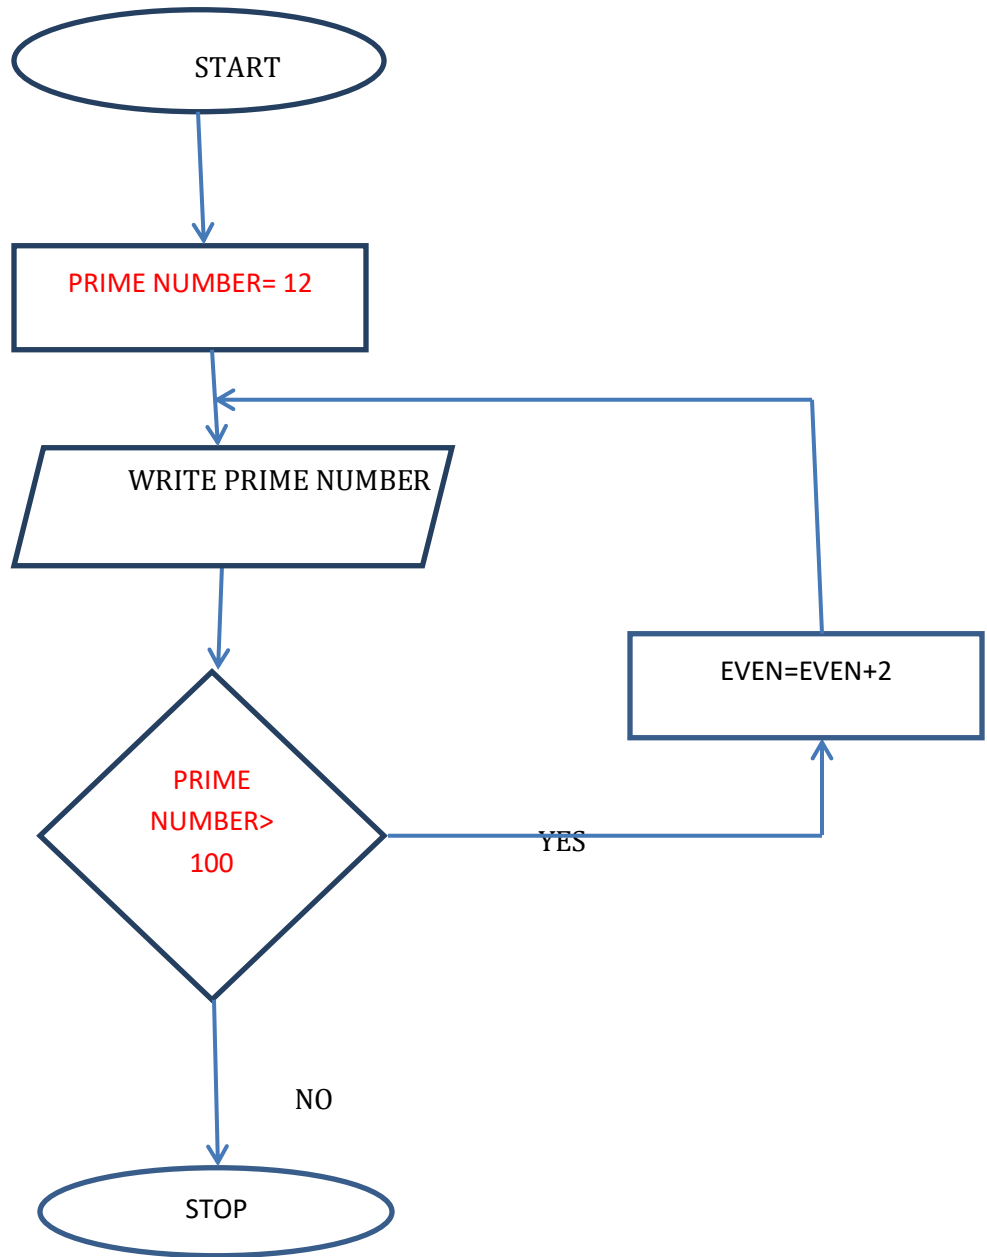 START
PRIME NUMBER= 12
WRITE PRIME NUMBER
EVEN=EVEN+2
PRIME
NUMBER>
100
YES
NO
STOP